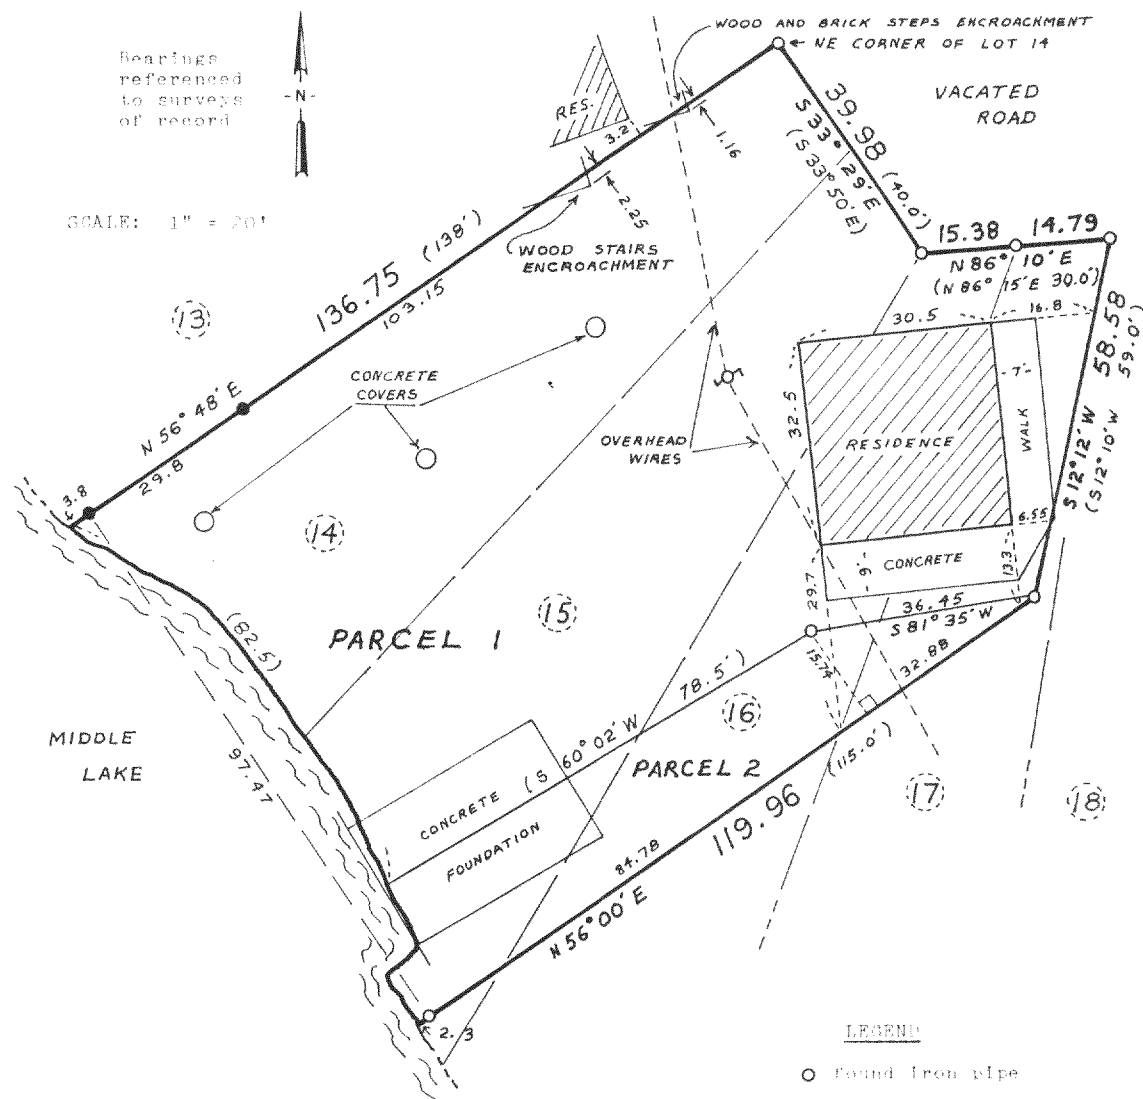 WOOD AND BRICK STEPS ENCROACHMENT
NE CORNER OF LOT 14
Bearings
referenced
to surveys
of record
-N-
VACATED
ROAD
RES.
3.2
1.16
39.98
(40.0')
S 33° 29' E
(S 33° 50' E)
SCALE: 1" = 20'
2.25
WOOD STAIRS
ENCROACHMENT
15.38
14.79
N 86° 10' E
(N 86° 15' E 30.0')
136.75 (138')
103.15
13
30.5
16.8
58.58
59.0')
S 12° 12' W
(S 12° 10' W
CONCRETE
COVERS
N 56° 48' E
29.8
3.8
32.5
7'
WALK
RESIDENCE
OVERHEAD
WIRES
6.55
14
CONCRETE
9'
13.3
29.7
36.45
S 81° 35' W
(82.5)
15
PARCEL 1
15.74
32.88
78.5')
(S 60° 02' W
16
MIDDLE
LAKE
97.47
PARCEL 2
(115.0')
17
18
CONCRETE
FOUNDATION
119.96
84.78
N 56° 00' E
2.3
LEGEND
found iron pipe